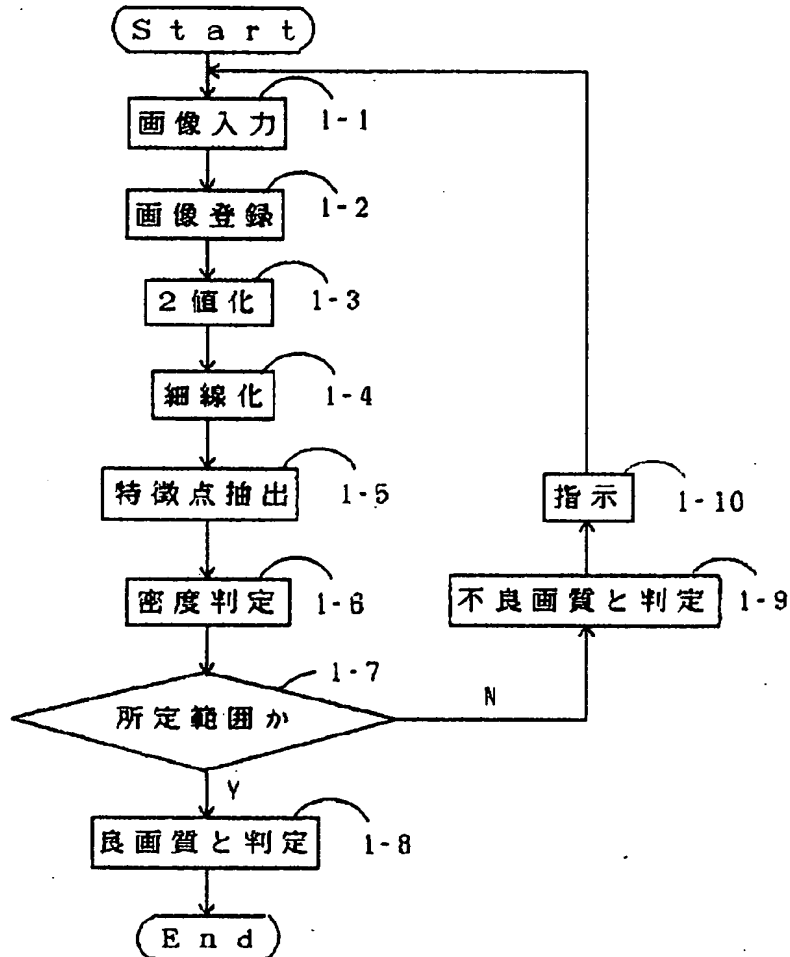 Start
画像入力 1-1
画像登録 1-2
2値化 1-3
細線化 1-4
特徴点抽出 1-5
指示 1-10
密度判定 1-6
不良画質と判定 1-9
1-7
所定範囲か
N
Y
良画質と判定 1-8
End